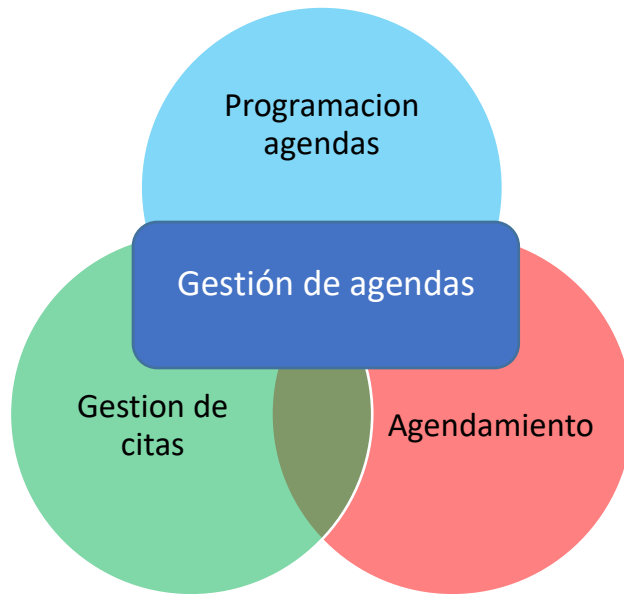 Programacion
agendas
Gestión de agendas
Gestion de
citas
Agendamiento